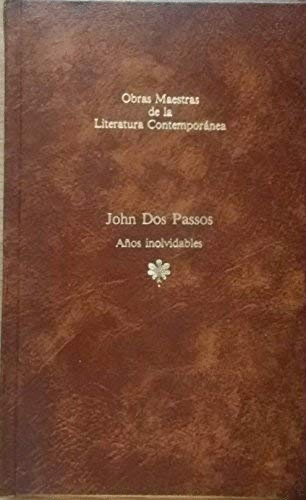 Obras Maestras
de la
Literatura Contemporánea
John Dos Passos
Años inolvidables